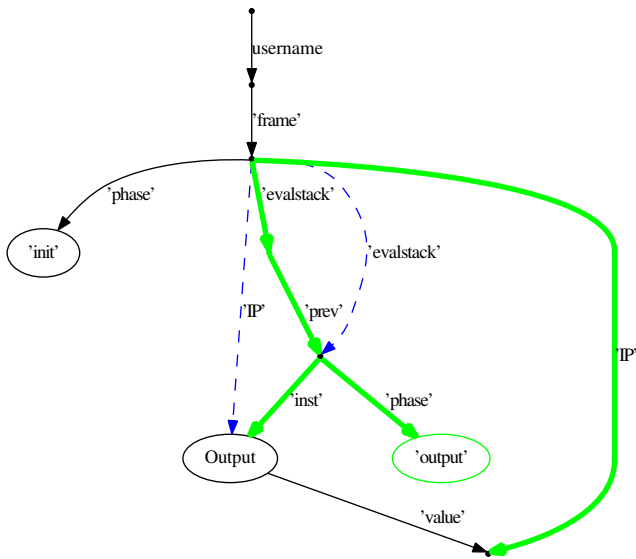 username
’frame’
’phase’
’evalstack’
’init’
’evalstack’
’IP’
’prev’
’IP’
’inst’
’phase’
Output
’output’
’value’